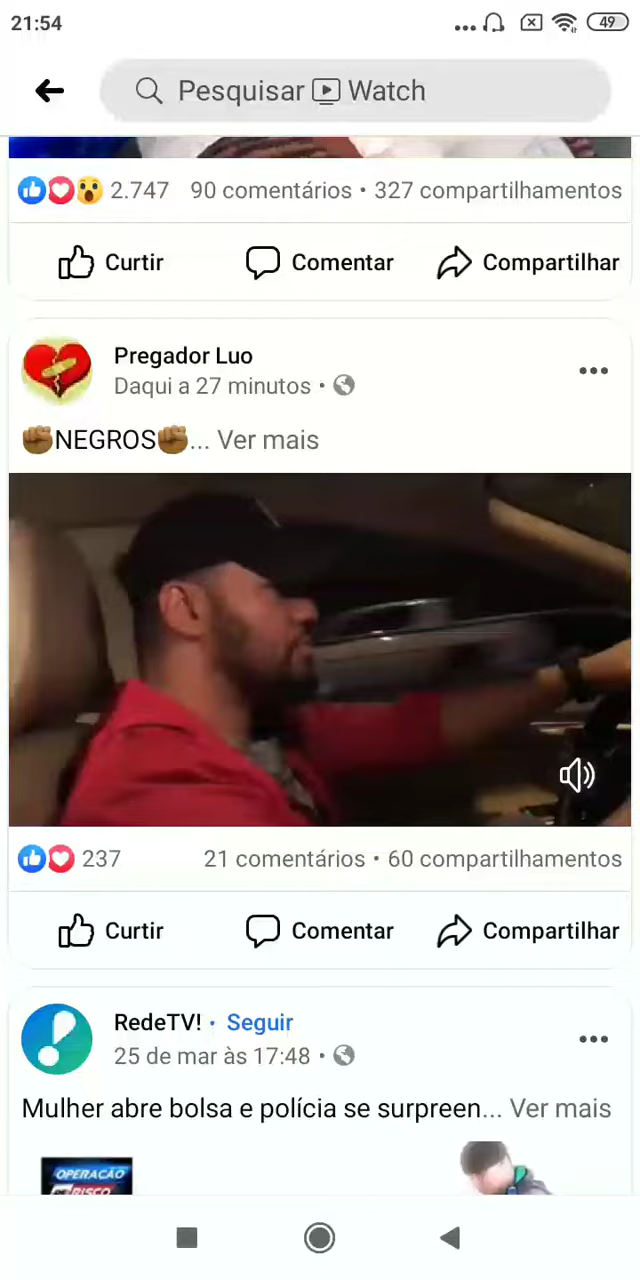 21:54
49
Pesquisar Watch
2.747 90 comentários • 327 compartilhamentos
Curtir Comentar Compartilhar
Pregador Luo
Daqui a 27 minutos •
✊🏾NEGROS✊🏾... Ver mais
237 21 comentários • 60 compartilhamentos
Curtir Comentar Compartilhar
RedeTV! • Seguir
25 de mar às 17:48 •
Mulher abre bolsa e polícia se surpreen... Ver mais
OPERAÇÃO
RISCO